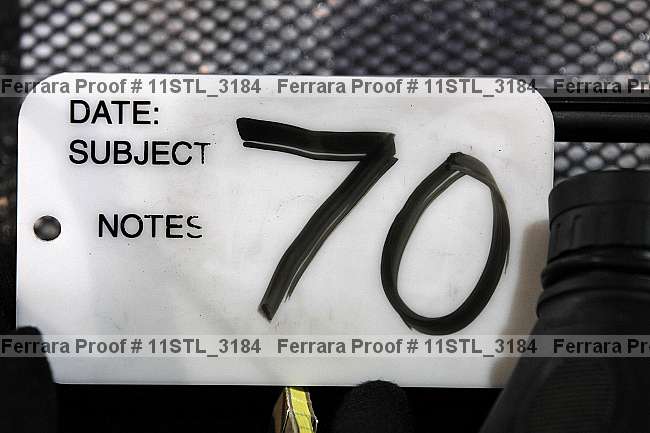 Ferrara Proof # 11STL_3184 Ferrara Proof # 11STL_3184 Ferrara Proof
DATE:
SUBJECT
70
NOTES
Ferrara Proof # 11STL_3184 Ferrara Proof # 11STL_3184 Ferrara Proof